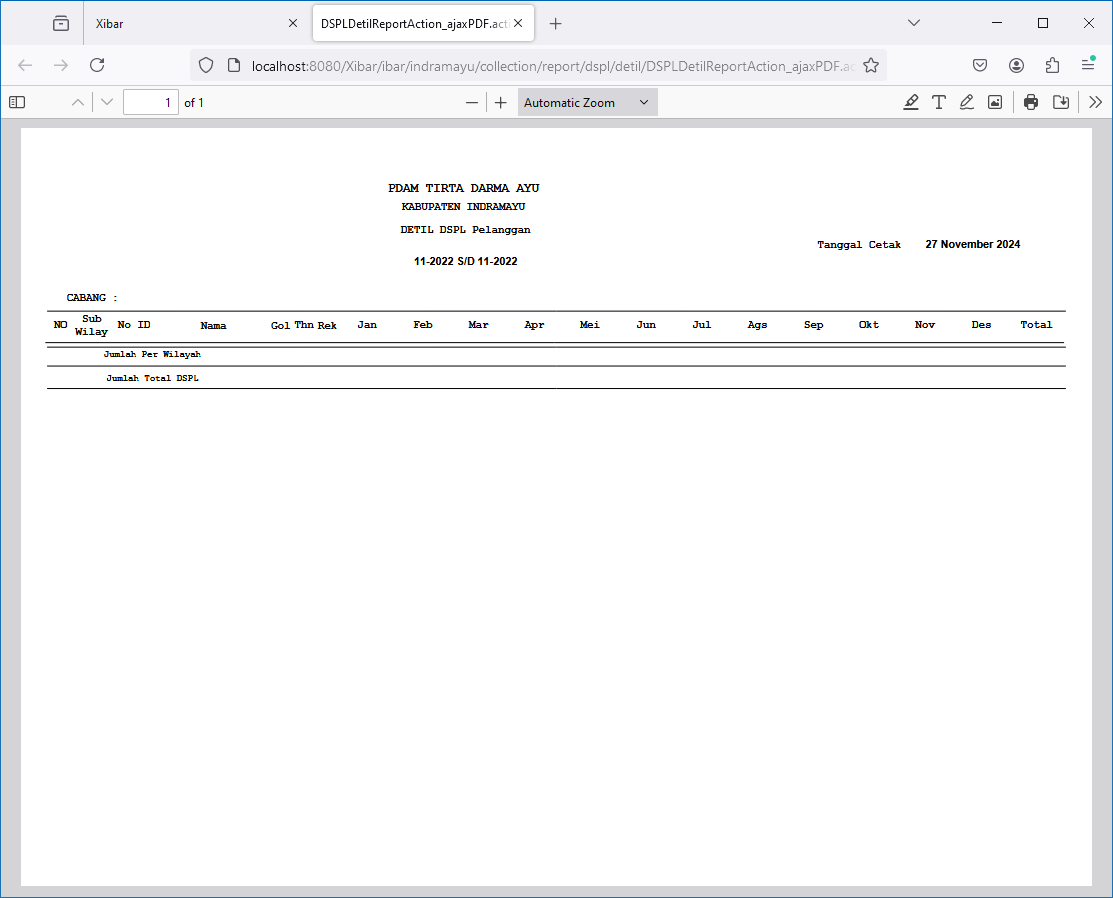 Xibar
DSPLDetilReportAction_ajaxPDF.acti
localhost:8080/Xibar/ibar/indramayu/collection/report/dspl/detil/DSPLDetilReportAction_ajaxPDF.ac
1 of 1
Automatic Zoom
PDAM TIRTA DARMA AYU
KABUPATEN INDRAMAYU
DETIL DSPL Pelanggan
Tanggal Cetak 27 November 2024
11-2022 S/D 11-2022
CABANG :
NO Sub Wilay No ID Nama Gol Thn Rek Jan Feb Mar Apr Mei Jun Jul Ags Sep Okt Nov Des Total
Jumlah Per Wilayah
Jumlah Total DSPL